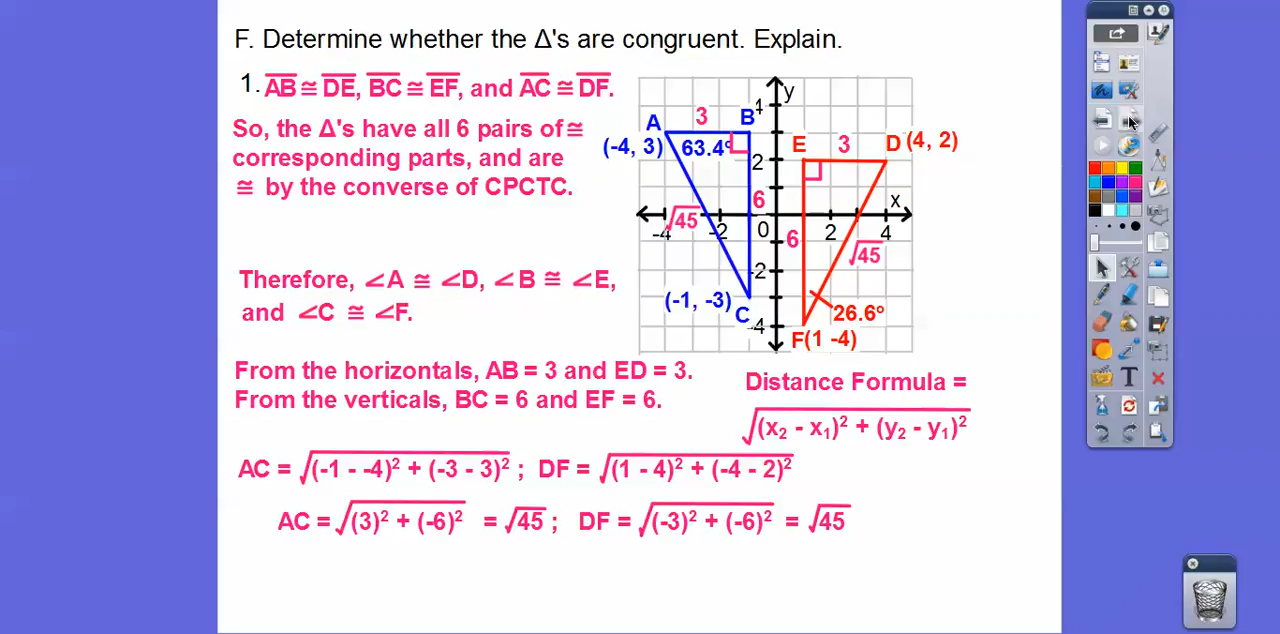 F. Determine whether the Δ's are congruent. Explain.
1. AB ≅ DE, BC ≅ EF, and AC ≅ DF.
So, the Δ's have all 6 pairs of ≅
corresponding parts, and are
≅ by the converse of CPCTC.
Therefore, ∠A ≅ ∠D, ∠B ≅ ∠E,
and ∠C ≅ ∠F.
y
4
A 3 B
(-4, 3) 63.4º
E 3 D (4, 2)
2
6
x
√45
-4 -2 0 2 4
6
√45
-2
(-1, -3) C
26.6º
-4
F(1 -4)
From the horizontals, AB = 3 and ED = 3.
From the verticals, BC = 6 and EF = 6.
Distance Formula =
√(x₂ - x₁)² + (y₂ - y₁)²
AC = √(-1 - -4)² + (-3 - 3)² ; DF = √(1 - 4)² + (-4 - 2)²
AC = √(3)² + (-6)² = √45 ; DF = √(-3)² + (-6)² = √45
T